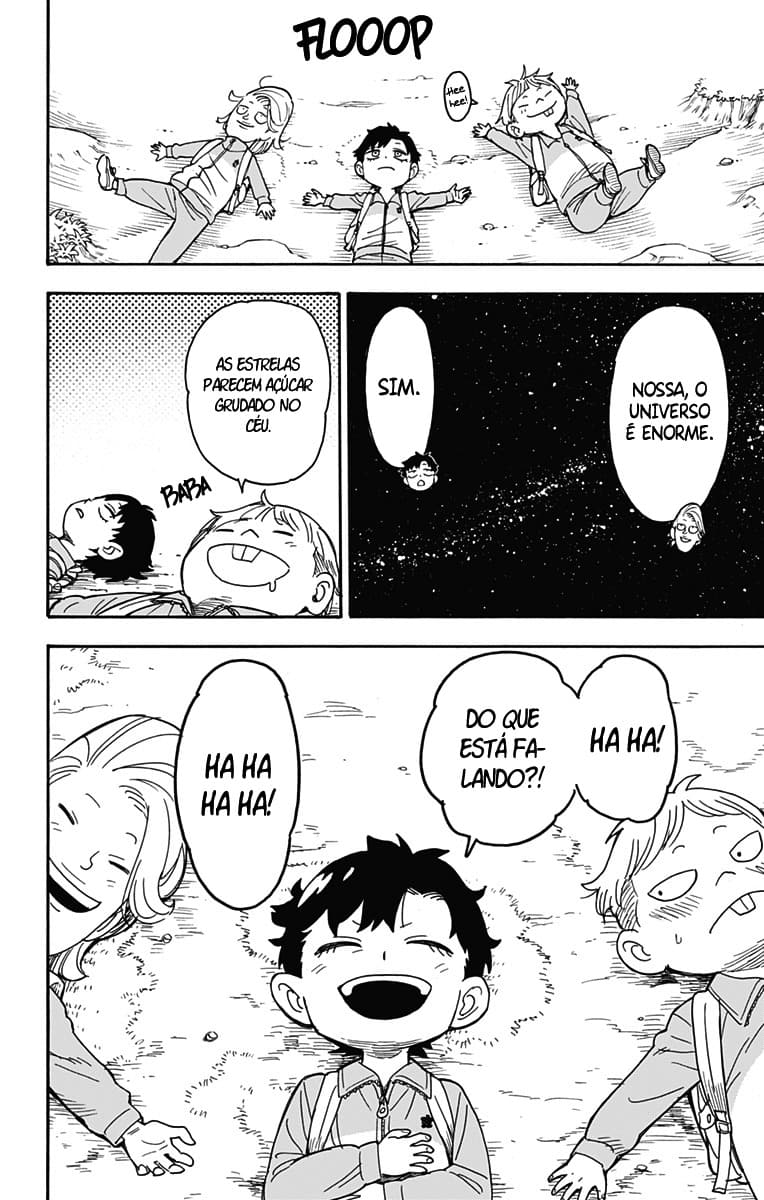 FLOOOP
Hee
hee!
NOSSA, O
UNIVERSO
É ENORME.
SIM.
AS ESTRELAS
PARECEM AÇÚCAR
GRUDADO NO
CÉU.
BABA
HA HA!
DO QUE
ESTÁ FA-
LANDO?!
HA HA
HA HA!